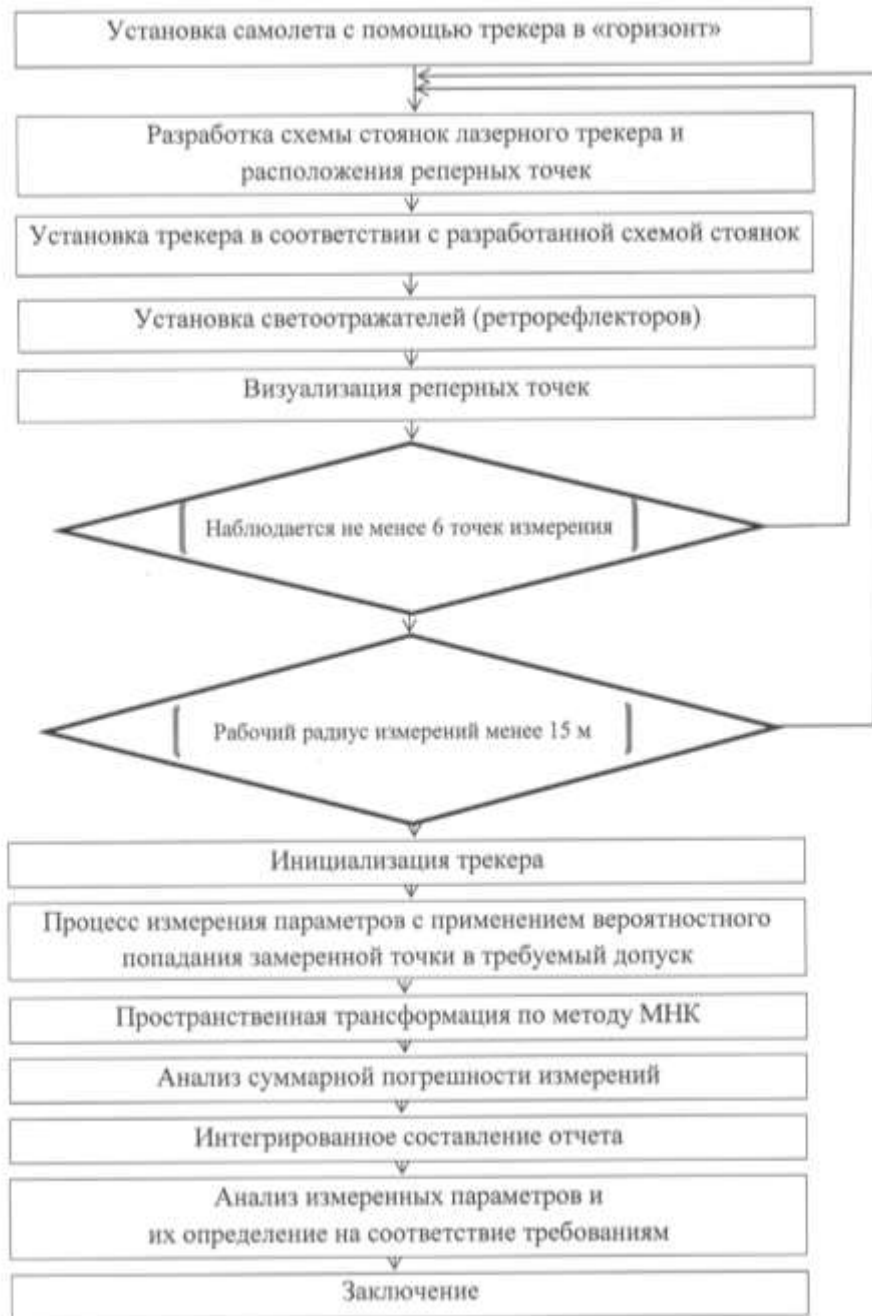 Установка самолета с помощью трекера в «горизонт»
Разработка схемы стоянок лазерного трекера и
расположения реперных точек
Установка трекера в соответствии с разработанной схемой стоянок
Установка светоотражателей (ретрорефлекторов)
Визуализация реперных точек
Наблюдается не менее 6 точек измерения
Рабочий радиус измерений менее 15 м
Инициализация трекера
Процесс измерения параметров с применением вероятностного
попадания замеренной точки в требуемый допуск
Пространственная трансформация по методу МНК
Анализ суммарной погрешности измерений
Интегрированное составление отчета
Анализ измеренных параметров и
их определение на соответствие требованиям
Заключение